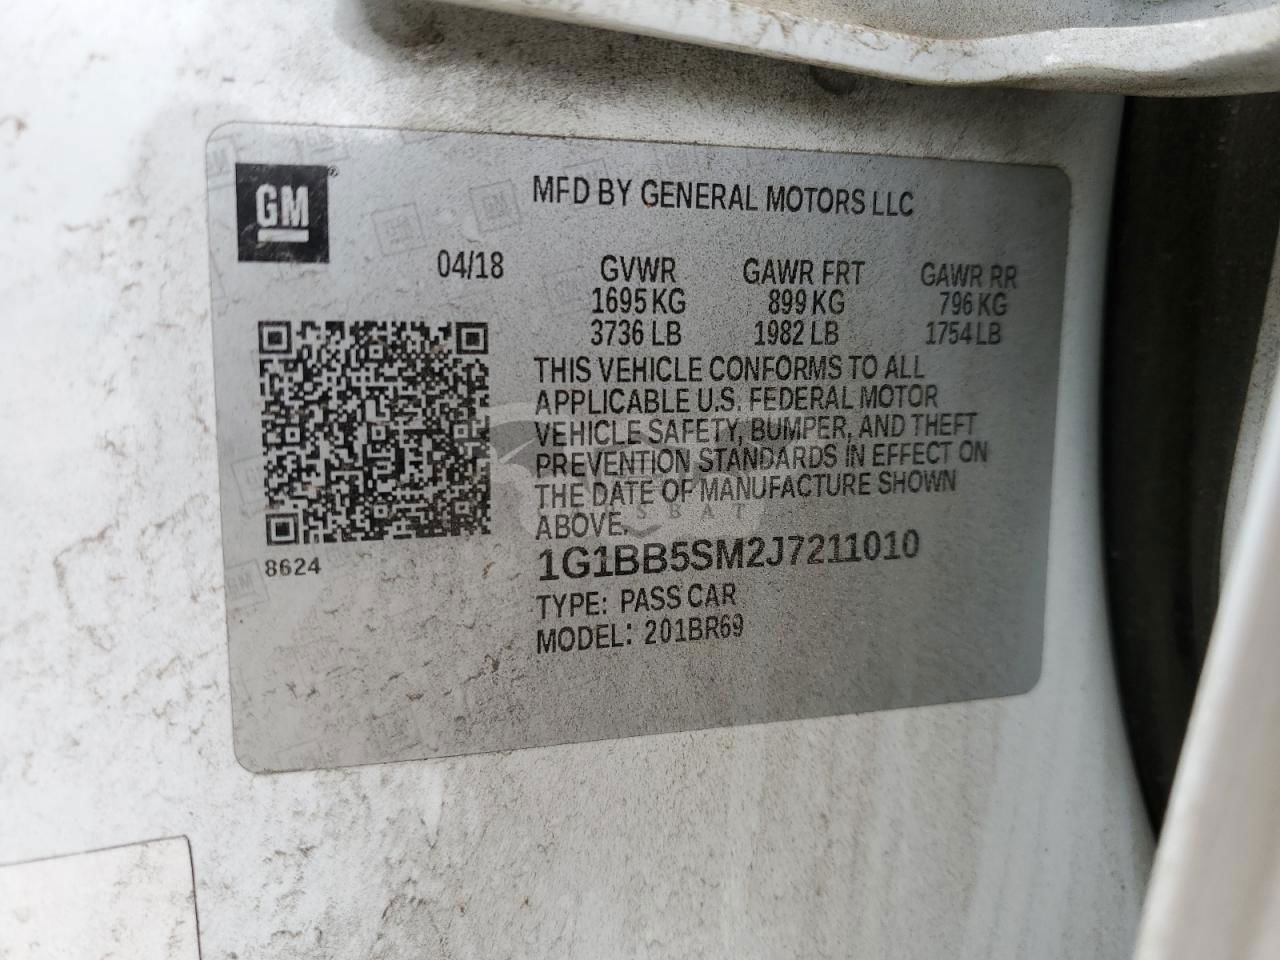 GM
MFD BY GENERAL MOTORS LLC
04/18 GVWR GAWR FRT GAWR RR
1695 KG 899 KG 796 KG
3736 LB 1982 LB 1754 LB
THIS VEHICLE CONFORMS TO ALL
APPLICABLE U.S. FEDERAL MOTOR
VEHICLE SAFETY, BUMPER, AND THEFT
PREVENTION STANDARDS IN EFFECT ON
THE DATE OF MANUFACTURE SHOWN
ABOVE.
8624
1G1BB5SM2J7211010
TYPE: PASS CAR
MODEL: 201BR69